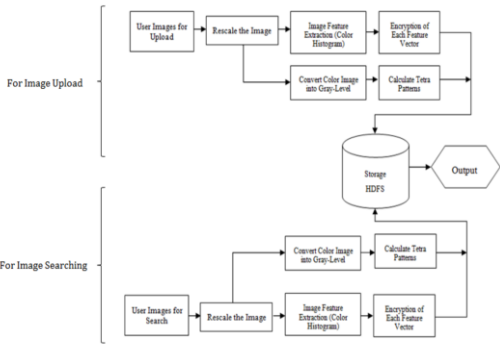 For Image Upload
User Images for
Upload
Rescale the Image
Image Feature
Extraction (Color
Histogram)
Encryption of
Each Feature
Vector
Convert Color Image
into Gray-Level
Calculate Tetra
Patterns
Storage
HDFS
Output
For Image Searching
Convert Color Image
into Gray-Level
Calculate Tetra
Patterns
User Images for
Search
Rescale the Image
Image Feature
Extraction (Color
Histogram)
Encryption of
Each Feature
Vector